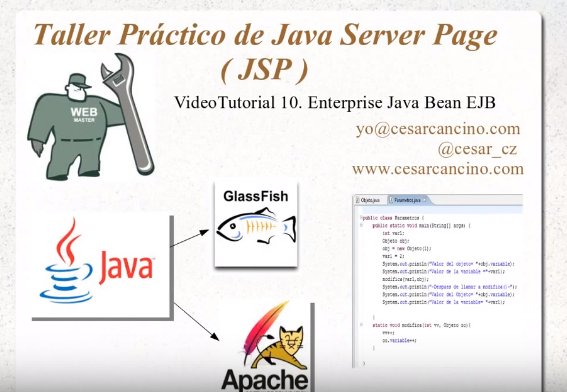 Taller Práctico de Java Server Page
( JSP )
VideoTutorial 10. Enterprise Java Bean EJB
yo@cesarcancino.com
@cesar_cz
www.cesarcancino.com
WEB
MASTER
GlassFish
Java
Apache
Objeto.java
Parametros.java
public class Parametros {
public static void main(String[] args) {
int var1;
Objeto obj;
obj = new Objeto(1);
var1 = 2;
System.out.println("Valor del objeto= "+obj.variable);
System.out.println("Valor de la variable ="+var1);
modifica(var1,obj);
System.out.println("-Despues de llamar a modifica()-");
System.out.println("Valor del objeto= "+obj.variable);
System.out.println("Valor de la variable= "+var1);
}
static void modifica(int vv, Objeto oo){
vv++;
oo.variable++;
}
}